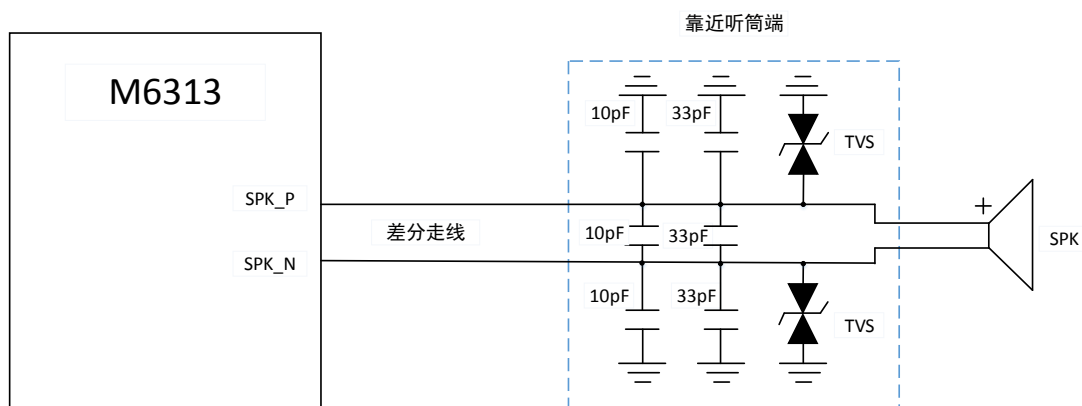 靠近听筒端
M6313
10pF
33pF
TVS
SPK_P
差分走线
10pF
33pF
+
SPK
SPK_N
10pF
33pF
TVS